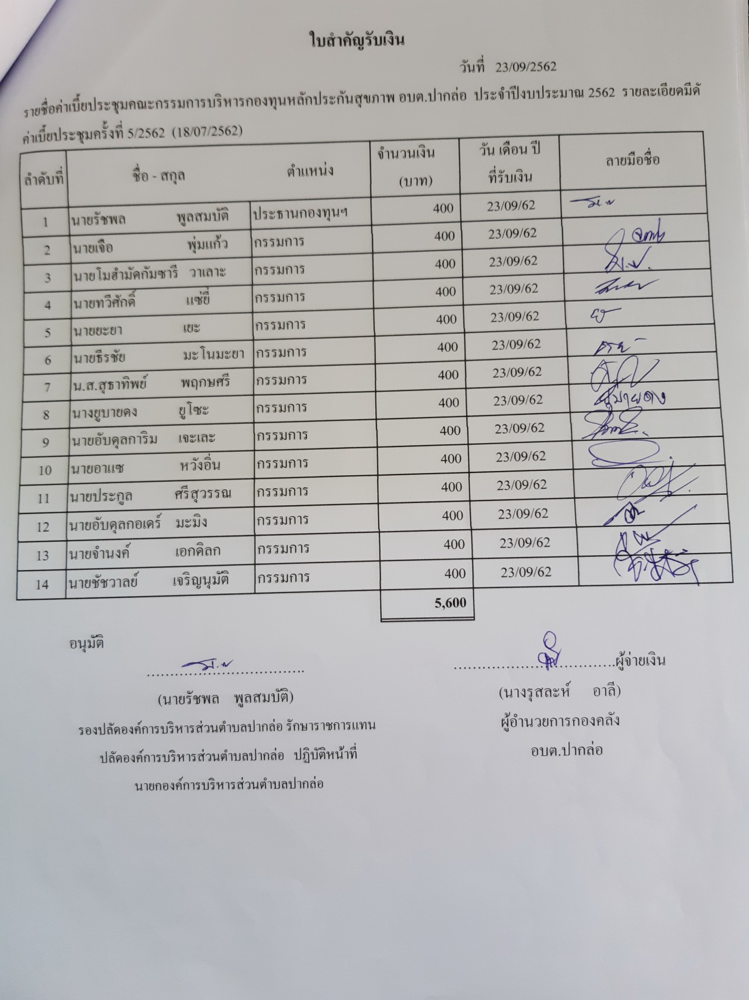 ใบสำคัญรับเงิน
วันที่ 23/09/2562
รายชื่อค่าเบี้ยประชุมคณะกรรมการบริหารกองทุนหลักประกันสุขภาพ อบต.ปากล่อ ประจำปีงบประมาณ 2562 รายละเอียดมีดั
ค่าเบี้ยประชุมครั้งที่ 5/2562 (18/07/2562)
ลำดับที่ ชื่อ - สกุล ตำแหน่ง จำนวนเงิน (บาท) วัน เดือน ปี ที่รับเงิน ลายมือชื่อ
1 นายรัชพล พูลสมบัติ ประธานกองทุนฯ 400 23/09/62
2 นายเจือ พุ่มแก้ว กรรมการ 400 23/09/62
3 นายโมฮำมัดกัมซารี วาเลาะ กรรมการ 400 23/09/62
4 นายทวีศักดิ์ แซ่ยี่ กรรมการ 400 23/09/62
5 นายยะยา เยะ กรรมการ 400 23/09/62
6 นายธีรชัย มะโนมะยา กรรมการ 400 23/09/62
7 น.ส.สุธาทิพย์ พฤกษศรี กรรมการ 400 23/09/62
8 นางยูบายดง ยูโซะ กรรมการ 400 23/09/62 ยูบายดง
9 นายอับดุลการิม เจะเละ กรรมการ 400 23/09/62
10 นายอาแซ หวังอิ่น กรรมการ 400 23/09/62
11 นายประกูล ศรีสุวรรณ กรรมการ 400 23/09/62
12 นายอับดุลกอเดร์ มะมิง กรรมการ 400 23/09/62
13 นายจำนงค์ เอกดิลก กรรมการ 400 23/09/62
14 นายชัชวาลย์ เจริญนุมัติ กรรมการ 400 23/09/62
5,600
อนุมัติ
ผู้จ่ายเงิน
(นายรัชพล พูลสมบัติ) (นางรุสละห์ อาลี)
รองปลัดองค์การบริหารส่วนตำบลปากล่อ รักษาราชการแทน ผู้อำนวยการกองคลัง
ปลัดองค์การบริหารส่วนตำบลปากล่อ ปฏิบัติหน้าที่ อบต.ปากล่อ
นายกองค์การบริหารส่วนตำบลปากล่อ